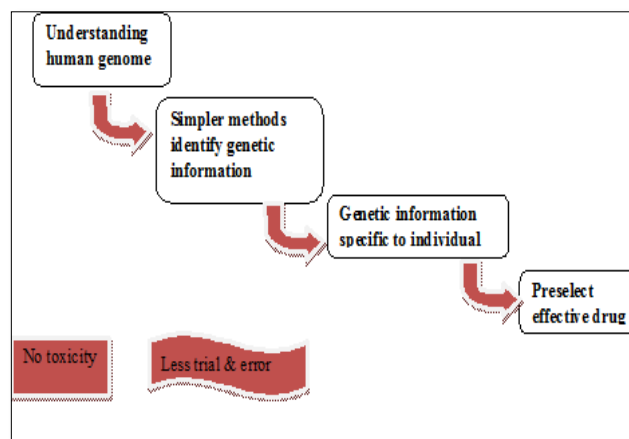 Understanding
human genome
Simpler methods
identify genetic
information
Genetic information
specific to individual
Preselect
effective drug
No toxicity
Less trial & error